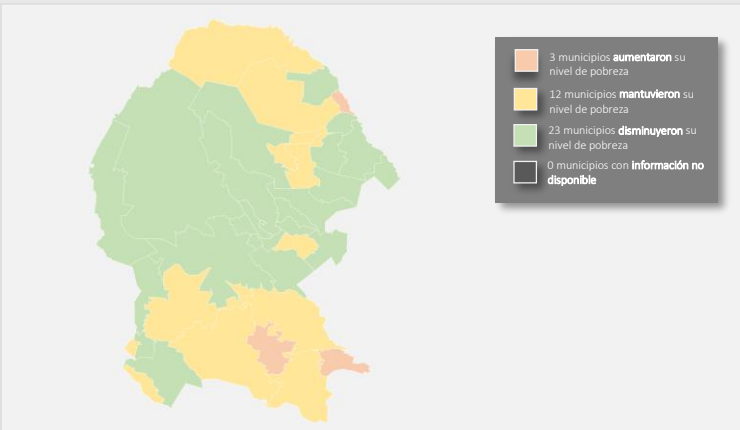 3 municipios aumentaron su
nivel de pobreza
12 municipios mantuvieron su
nivel de pobreza
23 municipios disminuyeron su
nivel de pobreza
0 municipios con información no
disponible